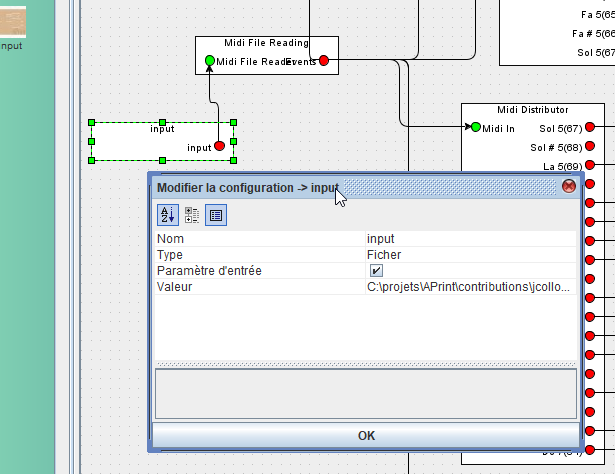 Fa 5(65
Fa # 5(66
Sol 5(67
input
Midi File Reading
Midi File Reader
Events
input
input
Midi Distributor
Midi In
Sol 5(67)
Sol # 5(68)
La 5(69)
Modifier la configuration -> input
Nom input
Type Ficher
Paramètre d'entrée
Valeur C:\projets\APrint\contributions\jcollo...
OK